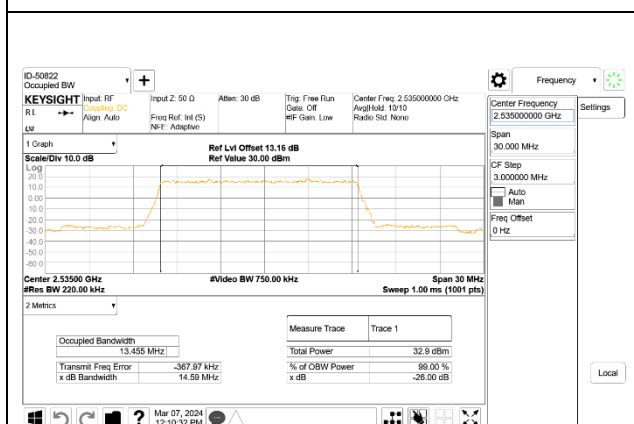 ID-50822
Occupied BW
Frequency
KEYSIGHT Input: RF Input Z: 50 Ω Atten: 30 dB Trig: Free Run Center Freq: 2.535000000 GHz
RL Coupling: DC Gate: Off Avg|Hold: 10/10
Align: Auto Freq Ref: Int (S) #IF Gain: Low Radio Std: None
NFE: Adaptive
Center Frequency
2.535000000 GHz
Settings
Span
30.000 MHz
CF Step
3.000000 MHz
Auto
Man
Freq Offset
0 Hz
Local
1 Graph
Scale/Div 10.0 dB
Ref Lvl Offset 13.16 dB
Ref Value 30.00 dBm
Log
20.0
10.0
0.00
-10.0
-20.0
-30.0
-40.0
-50.0
-60.0
Center 2.53500 GHz #Video BW 750.00 kHz Span 30 MHz
#Res BW 220.00 kHz Sweep 1.00 ms (1001 pts)
2 Metrics
Measure Trace Trace 1
Occupied Bandwidth
13.455 MHz
Total Power 32.9 dBm
Transmit Freq Error -367.97 kHz % of OBW Power 99.00 %
x dB Bandwidth 14.59 MHz x dB -26.00 dB
Mar 07, 2024
12:10:32 PM